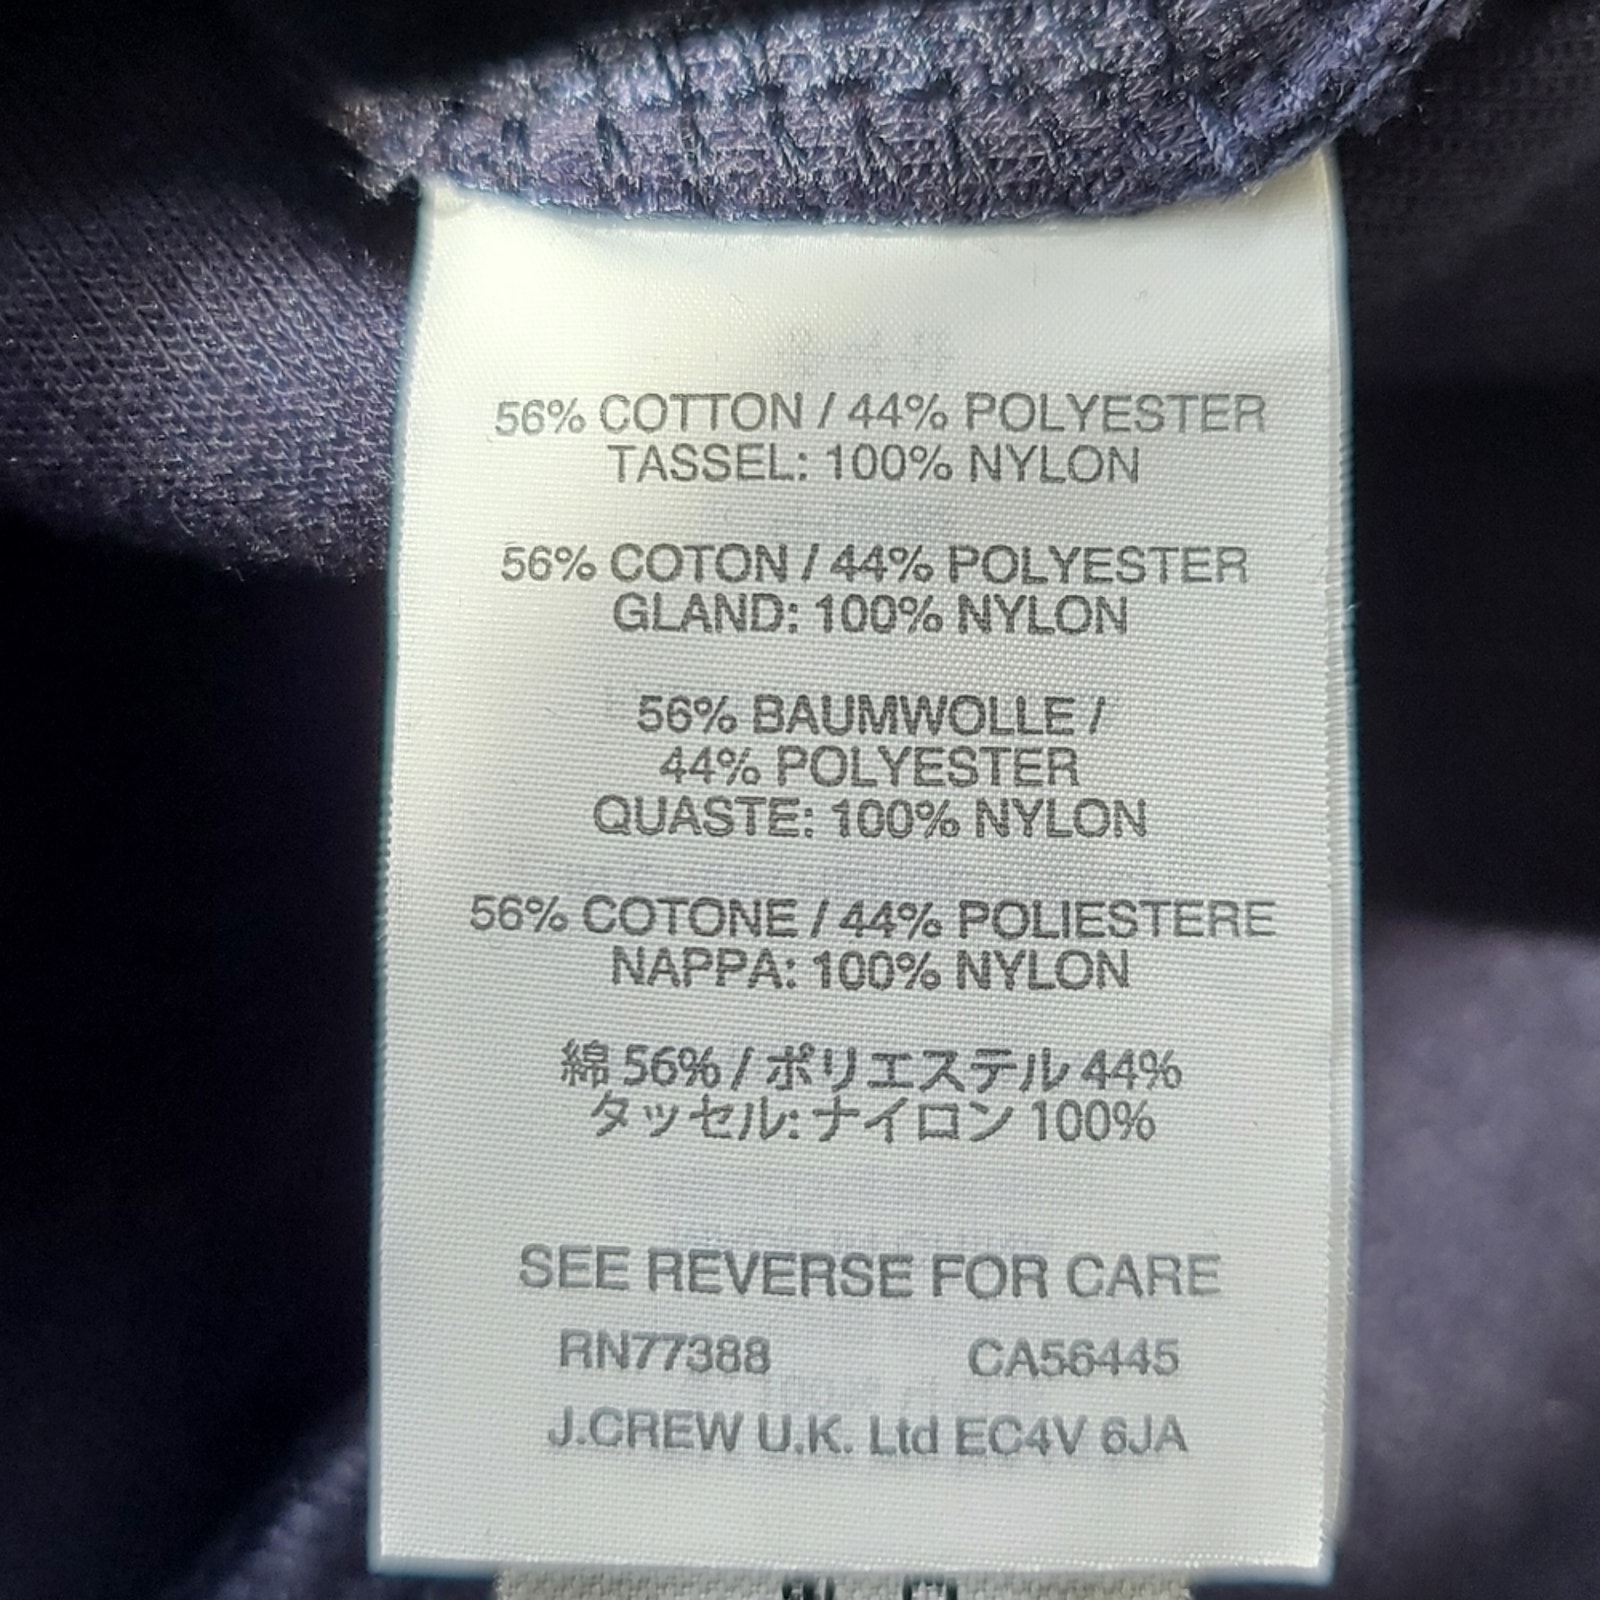 56% COTTON / 44% POLYESTER
TASSEL: 100% NYLON
56% COTON / 44% POLYESTER
GLAND: 100% NYLON
56% BAUMWOLLE /
44% POLYESTER
QUASTE: 100% NYLON
56% COTONE / 44% POLIESTERE
NAPPA: 100% NYLON
綿 56% / ポリエステル 44%
タッセル: ナイロン 100%
SEE REVERSE FOR CARE
RN77388 CA56445
J.CREW U.K. Ltd EC4V 6JA